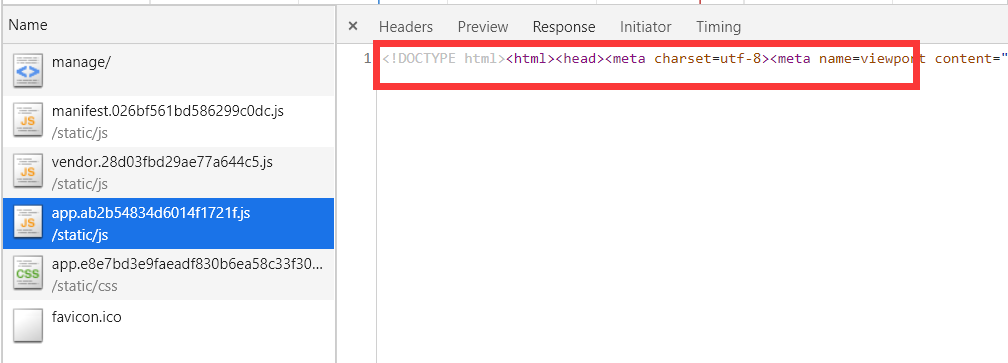 Name
manage/
manifest.026bf561bd586299c0dc.js
/static/js
vendor.28d03fbd29ae77a644c5.js
/static/js
app.ab2b54834d6014f1721f.js
/static/js
app.e8e7bd3e9faeadf830b6ea58c33f30...
/static/css
favicon.ico
× Headers Preview Response Initiator Timing
1 <!DOCTYPE html><html><head><meta charset=utf-8><meta name=viewport content="